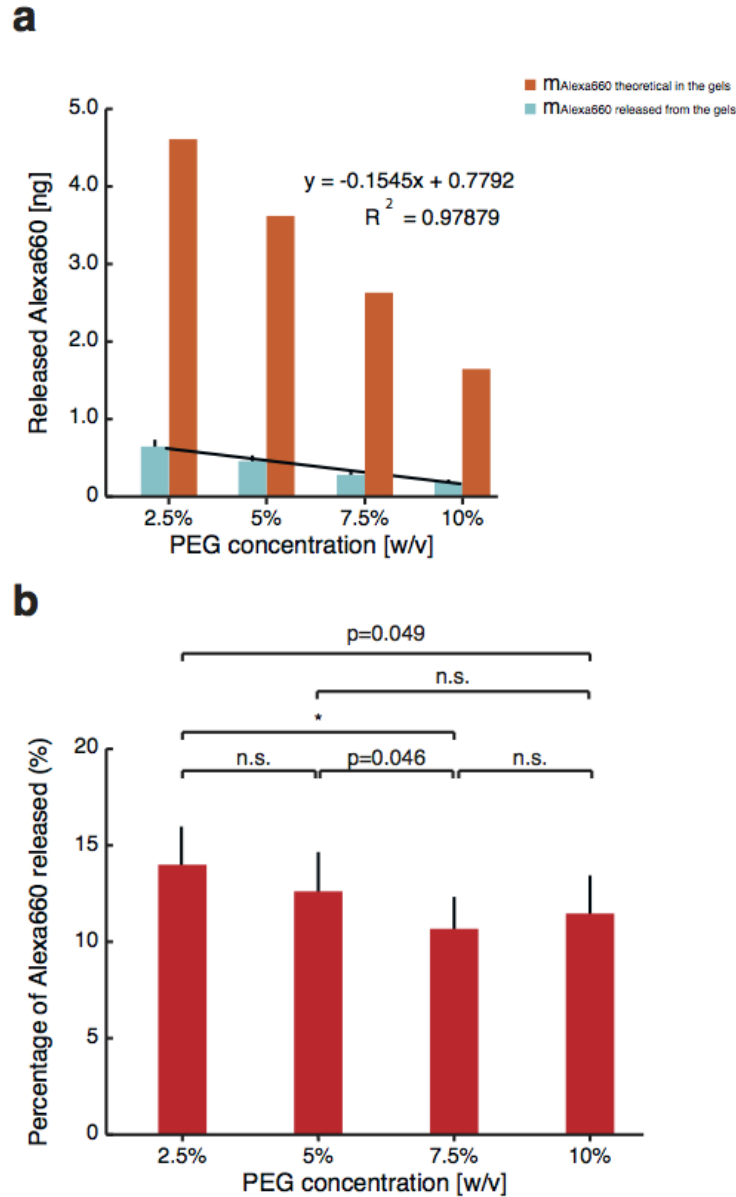 a
mAlexa660 theoretical in the gels
mAlexa660 released from the gels
Released Alexa660 [ng]
5.0
4.0
3.0
2.0
1.0
0
y = -0.1545x + 0.7792
R² = 0.97879
2.5% 5% 7.5% 10%
PEG concentration [w/v]
b
p=0.049
n.s.
*
n.s. p=0.046 n.s.
Percentage of Alexa660 released (%)
20
15
10
5
0
2.5% 5% 7.5% 10%
PEG concentration [w/v]